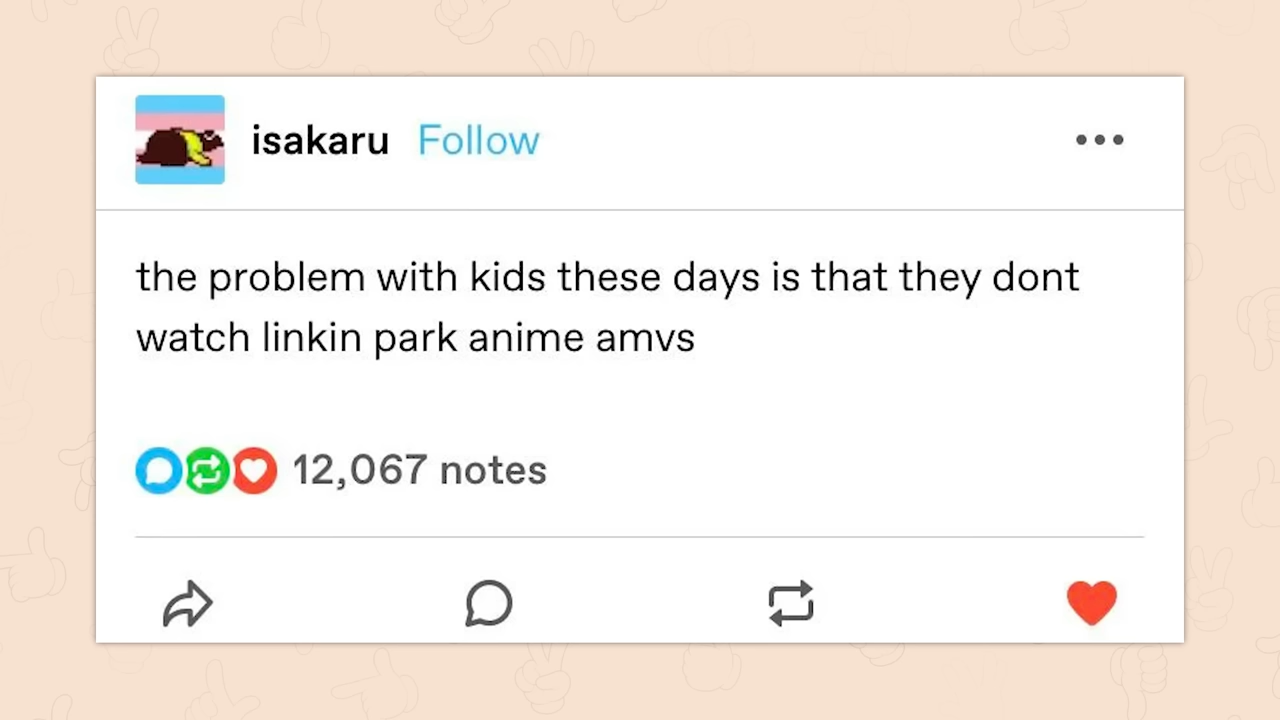 isakaru Follow
the problem with kids these days is that they dont
watch linkin park anime amvs
12,067 notes